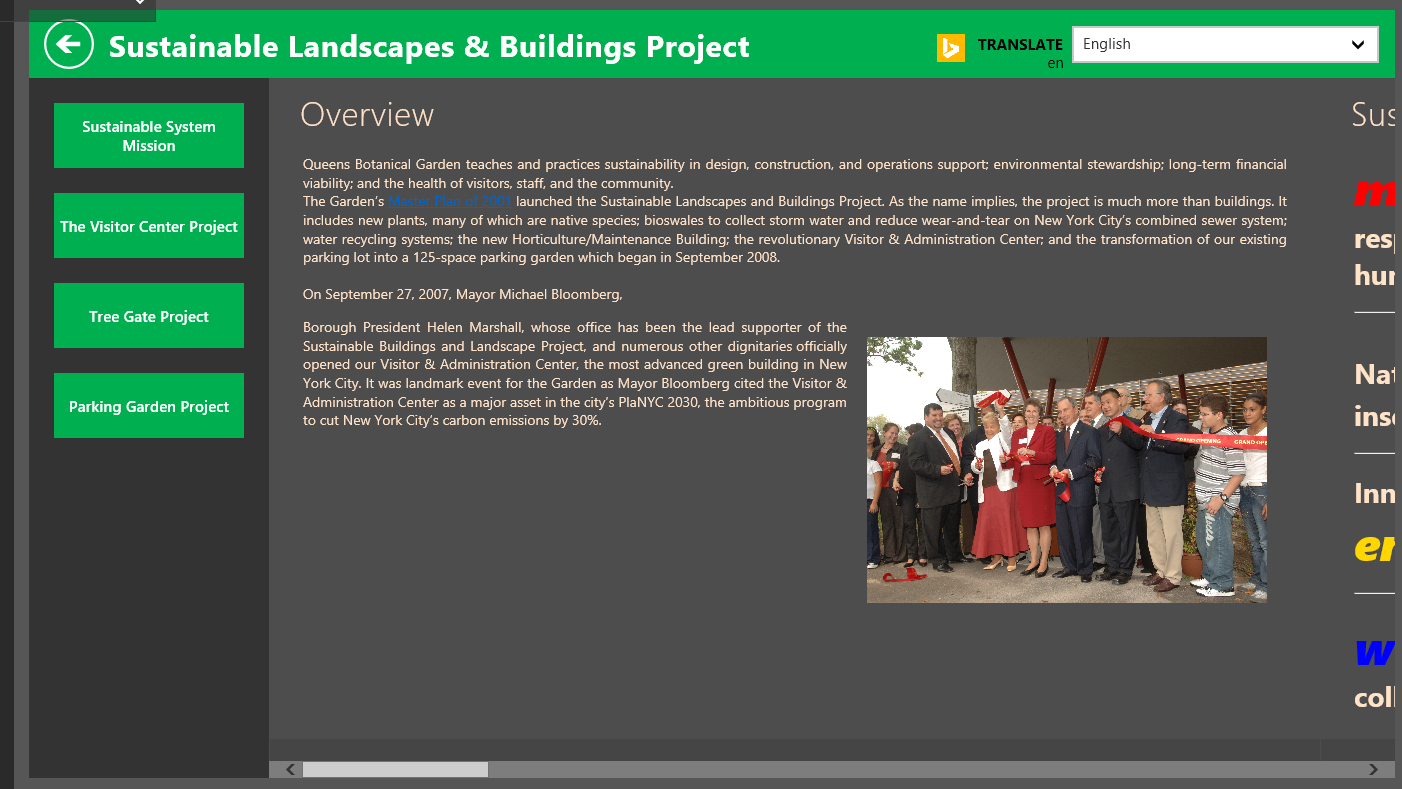 Sustainable Landscapes & Buildings Project
TRANSLATE
en
English
Sustainable System
Mission
The Visitor Center Project
Tree Gate Project
Parking Garden Project
Overview
Queens Botanical Garden teaches and practices sustainability in design, construction, and operations support; environmental stewardship; long-term financial
viability; and the health of visitors, staff, and the community.
The Garden's Master Plan of 2001 launched the Sustainable Landscapes and Buildings Project. As the name implies, the project is much more than buildings. It
includes new plants, many of which are native species; bioswales to collect storm water and reduce wear-and-tear on New York City's combined sewer system;
water recycling systems; the new Horticulture/Maintenance Building; the revolutionary Visitor & Administration Center; and the transformation of our existing
parking lot into a 125-space parking garden which began in September 2008.
On September 27, 2007, Mayor Michael Bloomberg,
Borough President Helen Marshall, whose office has been the lead supporter of the
Sustainable Buildings and Landscape Project, and numerous other dignitaries officially
opened our Visitor & Administration Center, the most advanced green building in New
York City. It was landmark event for the Garden as Mayor Bloomberg cited the Visitor &
Administration Center as a major asset in the city's PlaNYC 2030, the ambitious program
to cut New York City's carbon emissions by 30%.
GRAND OPENING GRAND OPE
Sus
m
res
hur
Nat
inse
Inn
er
w
coll